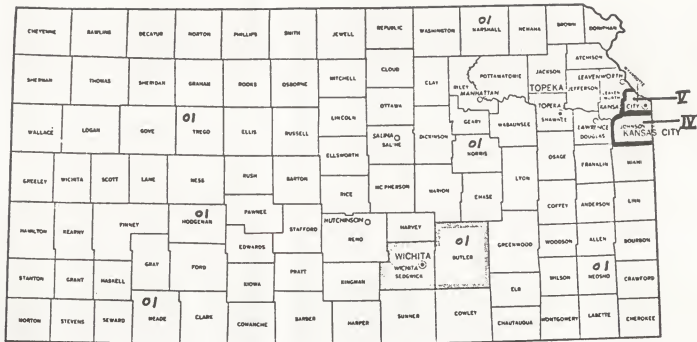 CHEYENNE RAWLINS DECATUR NORTON PHILLIPS SMITH JEWELL REPUBLIC WASHINGTON 01 MARSHALL NEMAHA BROWN DONIPHAN
SHERMAN THOMAS SHERIDAN GRAHAM ROOKS OSBORNE MITCHELL CLOUD CLAY RILEY MANHATTAN POTTAWATOMIE JACKSON ATCHISON
TOPEKA JEFFERSON LEAVENWORTH
KANSAS CITY V
WALLACE LOGAN GOVE 01 TREGO ELLIS RUSSELL LINCOLN OTTAWA SALINA SALINE DICKINSON GEARY WABAUNSEE TOPEKA SHAWNEE LAWRENCE DOUGLAS JOHNSON IV
KANSAS CITY
ELLSWORTH 01 MORRIS OSAGE FRANKLIN MIAMI
GREELEY WICHITA SCOTT LANE NESS RUSH BARTON RICE MC PHERSON MARION CHASE LYON COFFEY ANDERSON LINN
HAMILTON KEARNY FINNEY 01 HODGEMAN PAWNEE STAFFORD HUTCHINSON RENO HARVEY
EDWARDS 01 BUTLER GREENWOOD WOODSON ALLEN BOURBON
GRAY FORD WICHITA
WICHITA
SEDGWICK
STANTON GRANT HASKELL KIOWA PRATT KINGMAN ELK WILSON 01 NEOSHO CRAWFORD
MORTON STEVENS SEWARD 01 MEADE CLARK COMANCHE BARBER HARPER SUMNER COWLEY CHAUTAUQUA MONTGOMERY LABETTE CHEROKEE